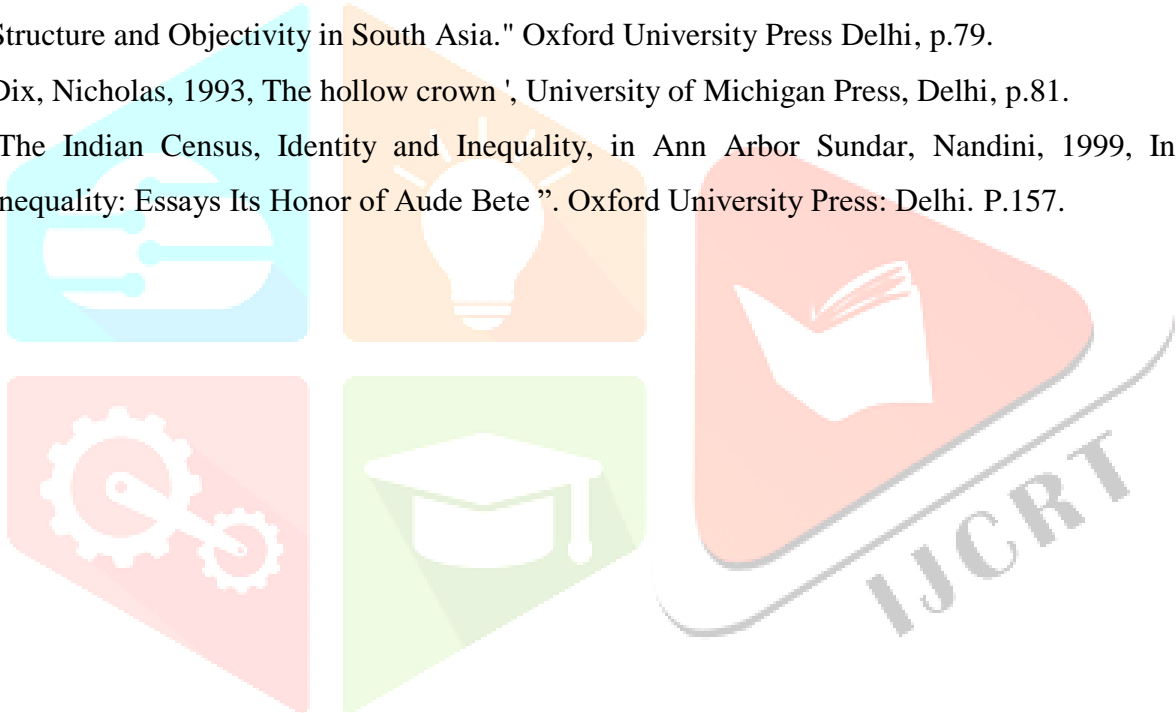 Structure and Objectivity in South Asia." Oxford University Press Delhi, p.79.
Dix, Nicholas, 1993, The hollow crown ', University of Michigan Press, Delhi, p.81.
The Indian Census, Identity and Inequality, in Ann Arbor Sundar, Nandini, 1999, In
nequality: Essays Its Honor of Aude Bete ”. Oxford University Press: Delhi. P.157.
IJCRT